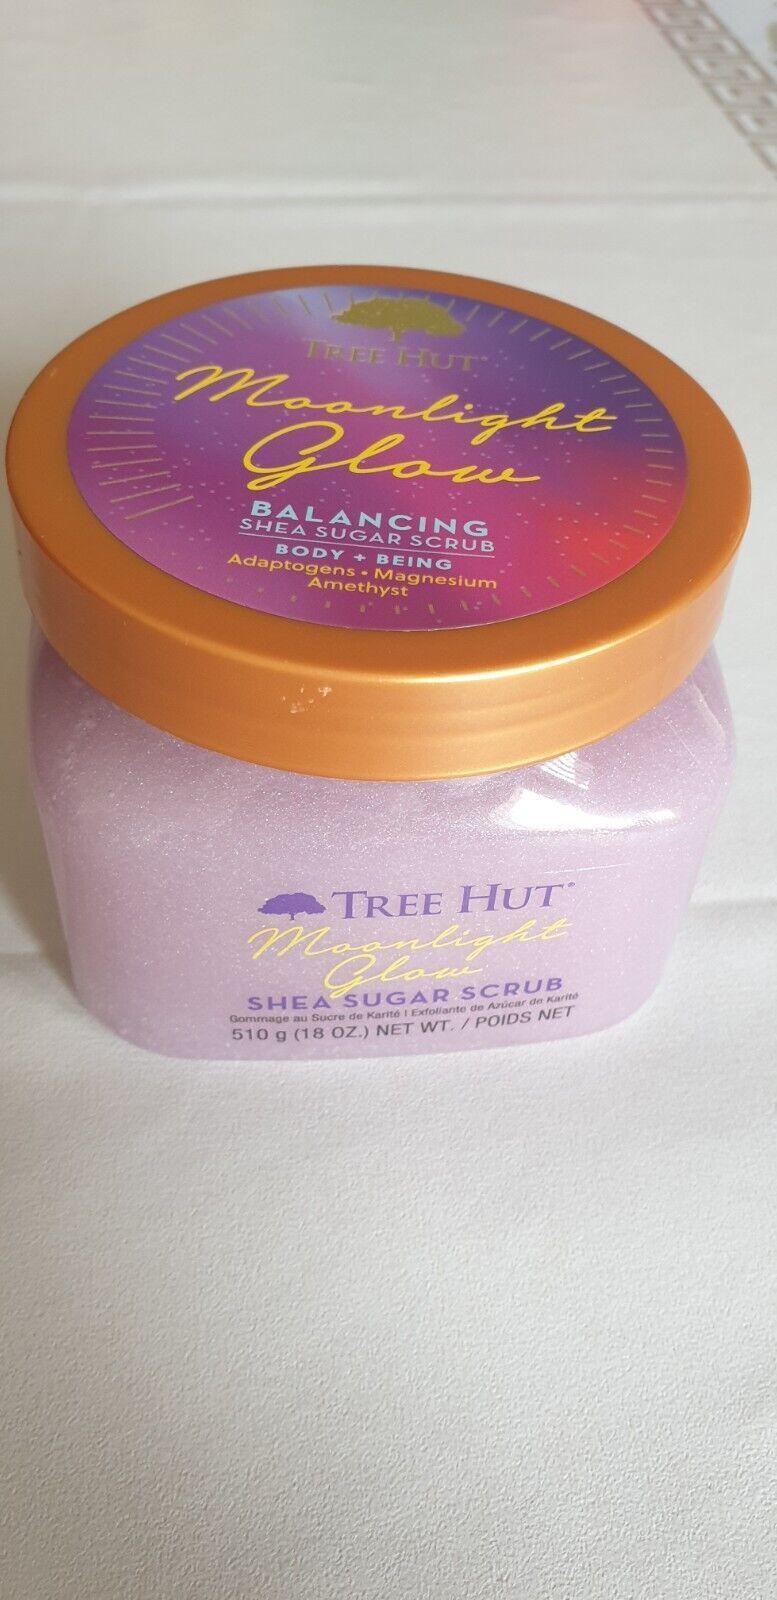 TREE HUT®
Moonlight
Glow
BALANCING
SHEA SUGAR SCRUB
BODY + BEING
Adaptogens • Magnesium
Amethyst
TREE HUT®
Moonlight
Glow
SHEA SUGAR SCRUB
Gommage au Sucre de Karité | Exfoliante de Azúcar de Karité
510 g (18 OZ.) NET WT. / POIDS NET